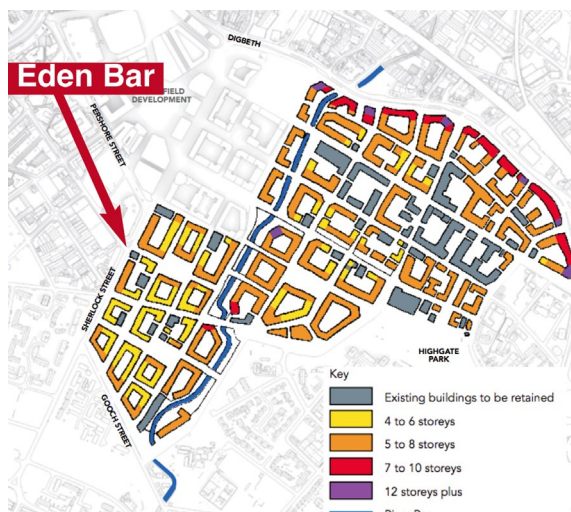 DIGBETH
Eden Bar
FIELD
DEVELOPMENT
PERSHORE STREET
SHERLOCK STREET
HIGHGATE
PARK
GOOCH STREET
Key
Existing buildings to be retained
4 to 6 storeys
5 to 8 storeys
7 to 10 storeys
12 storeys plus